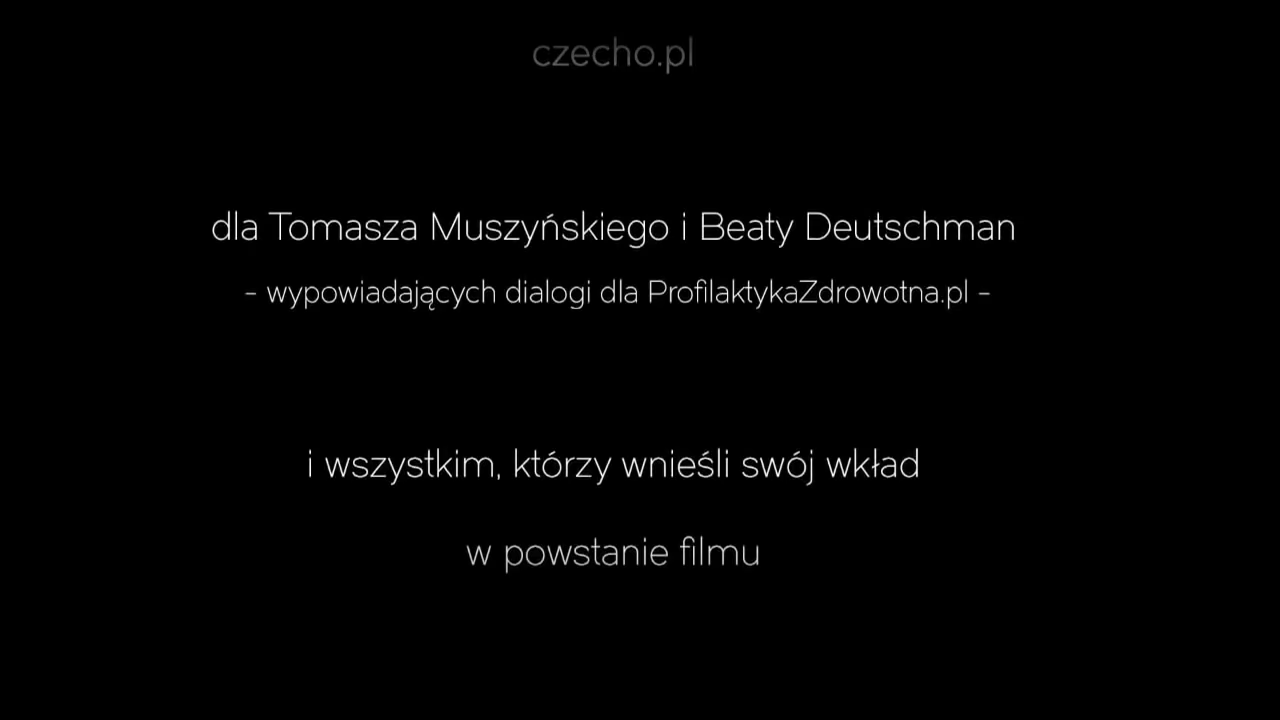 czecho.pl
dla Tomasza Muszyńskiego i Beaty Deutschman
- wypowiadających dialogi dla ProfilaktykaZdrowotna.pl -
i wszystkim, którzy wnieśli swój wkład
w powstanie filmu